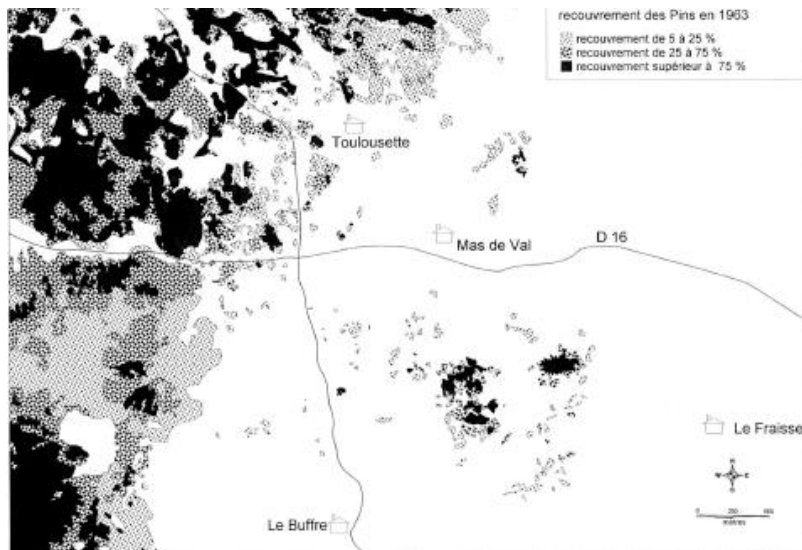 recouvrement des Pins en 1963
recouvrement de 5 à 25 %
recouvrement de 25 à 75 %
recouvrement supérieur à 75 %
Toulousette
Mas de Val
D 16
Le Fraisse
N
W E
Le Buffre
0
mètres